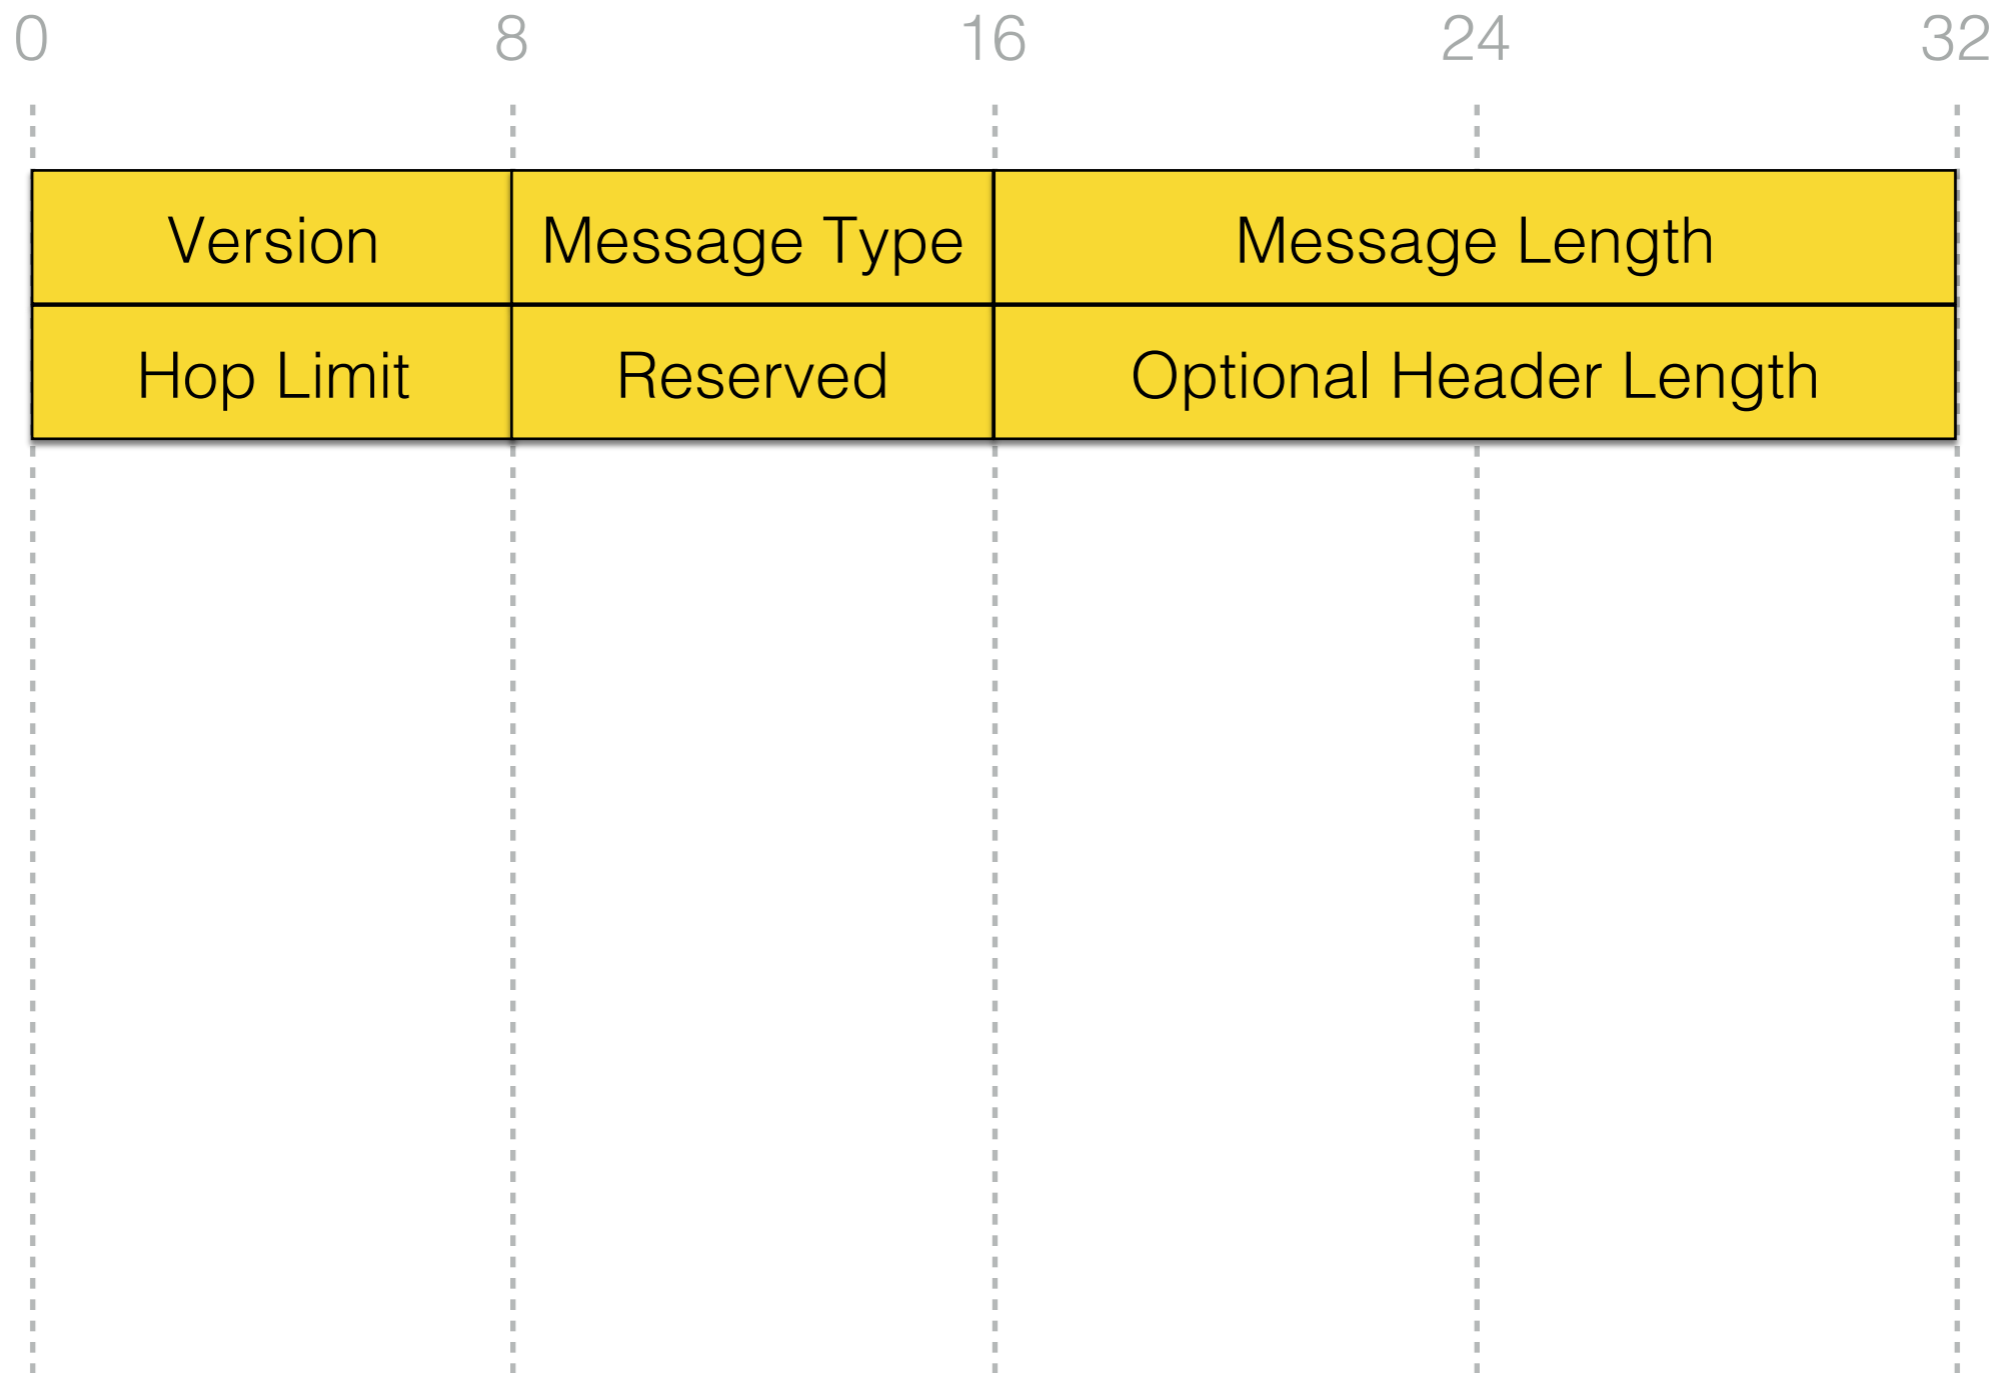 0 8 16 24 32
Version Message Type Message Length
Hop Limit Reserved Optional Header Length